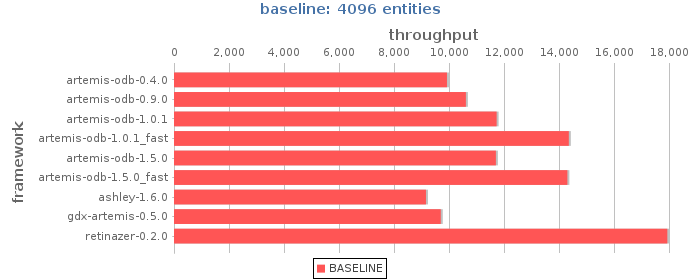 baseline: 4096 entities
throughput
0 2,000 4,000 6,000 8,000 10,000 12,000 14,000 16,000 18,000
framework
artemis-odb-0.4.0
artemis-odb-0.9.0
artemis-odb-1.0.1
artemis-odb-1.0.1_fast
artemis-odb-1.5.0
artemis-odb-1.5.0_fast
ashley-1.6.0
gdx-artemis-0.5.0
retinazer-0.2.0
BASELINE